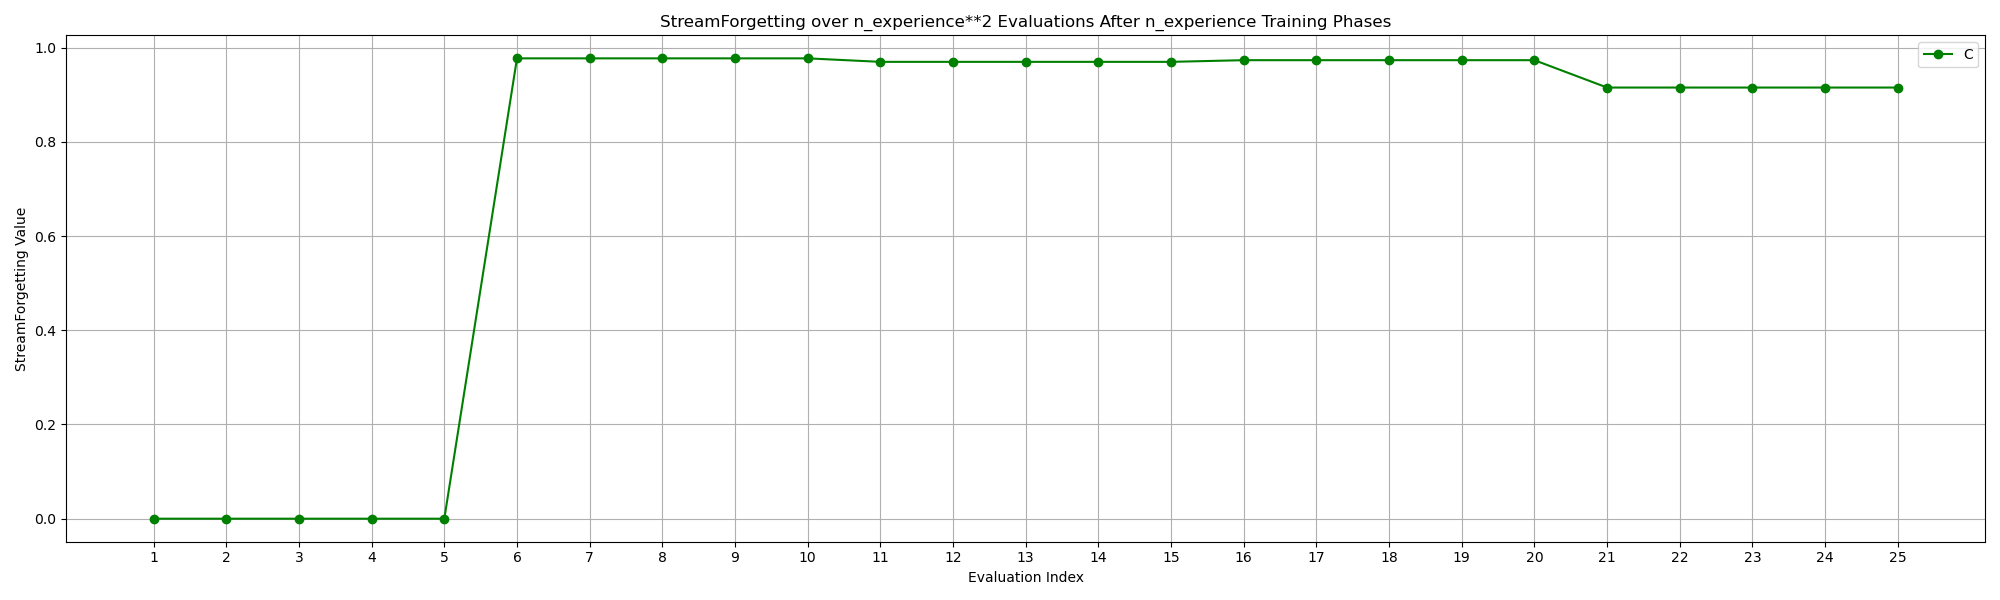 StreamForgetting over n_experience**2 Evaluations After n_experience Training Phases
C
StreamForgetting Value
1.0
0.8
0.6
0.4
0.2
0.0
1 2 3 4 5 6 7 8 9 10 11 12 13 14 15 16 17 18 19 20 21 22 23 24 25
Evaluation Index